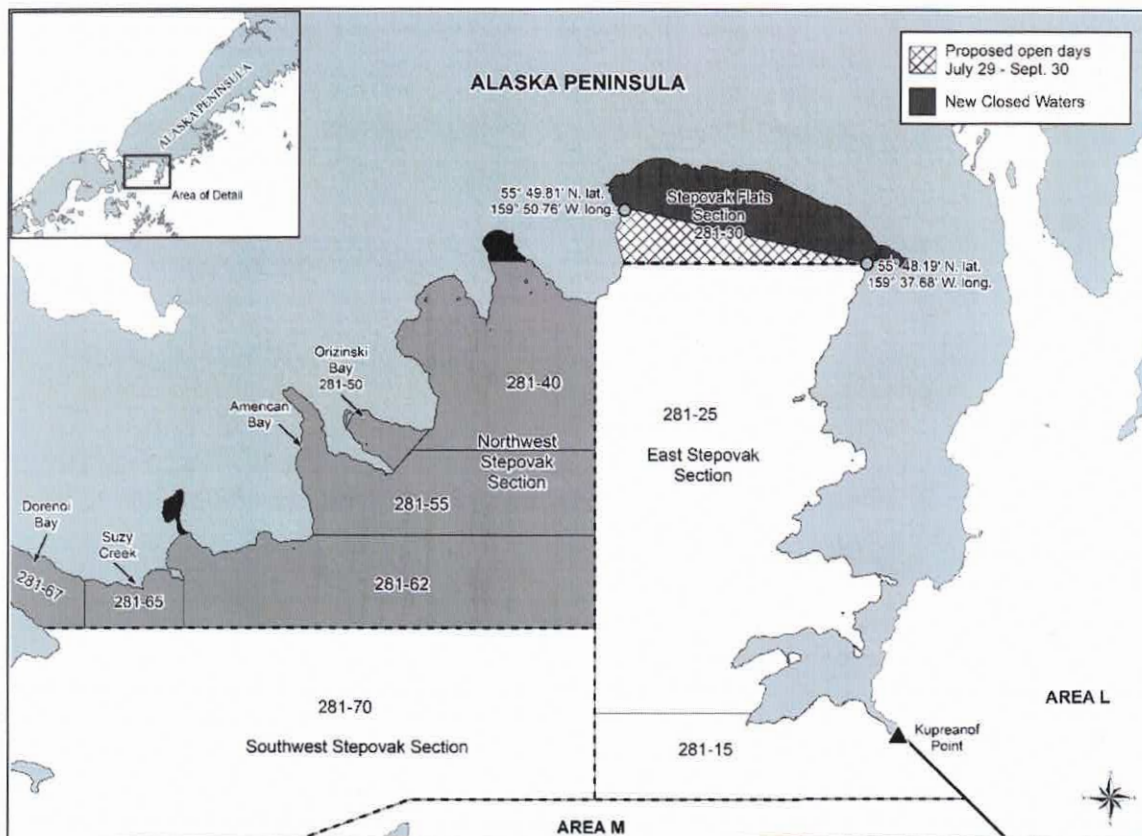 ALASKA PENINSULA
Area of Detail
ALASKA PENINSULA
Proposed open days
July 29 - Sept. 30
New Closed Waters
55° 49.81' N. lat.
159° 50.76' W. long.
Stepovak Flats
Section
281-30
55° 48.19' N. lat.
159° 37.68' W. long.
Orizinski
Bay
281-50
American
Bay
281-40
Northwest
Stepovak
Section
281-25
East Stepovak
Section
281-55
Dorenoi
Bay
Suzy
Creek
281-67
281-65
281-62
281-70
Southwest Stepovak Section
281-15
AREA L
Kupreanof
Point
AREA M